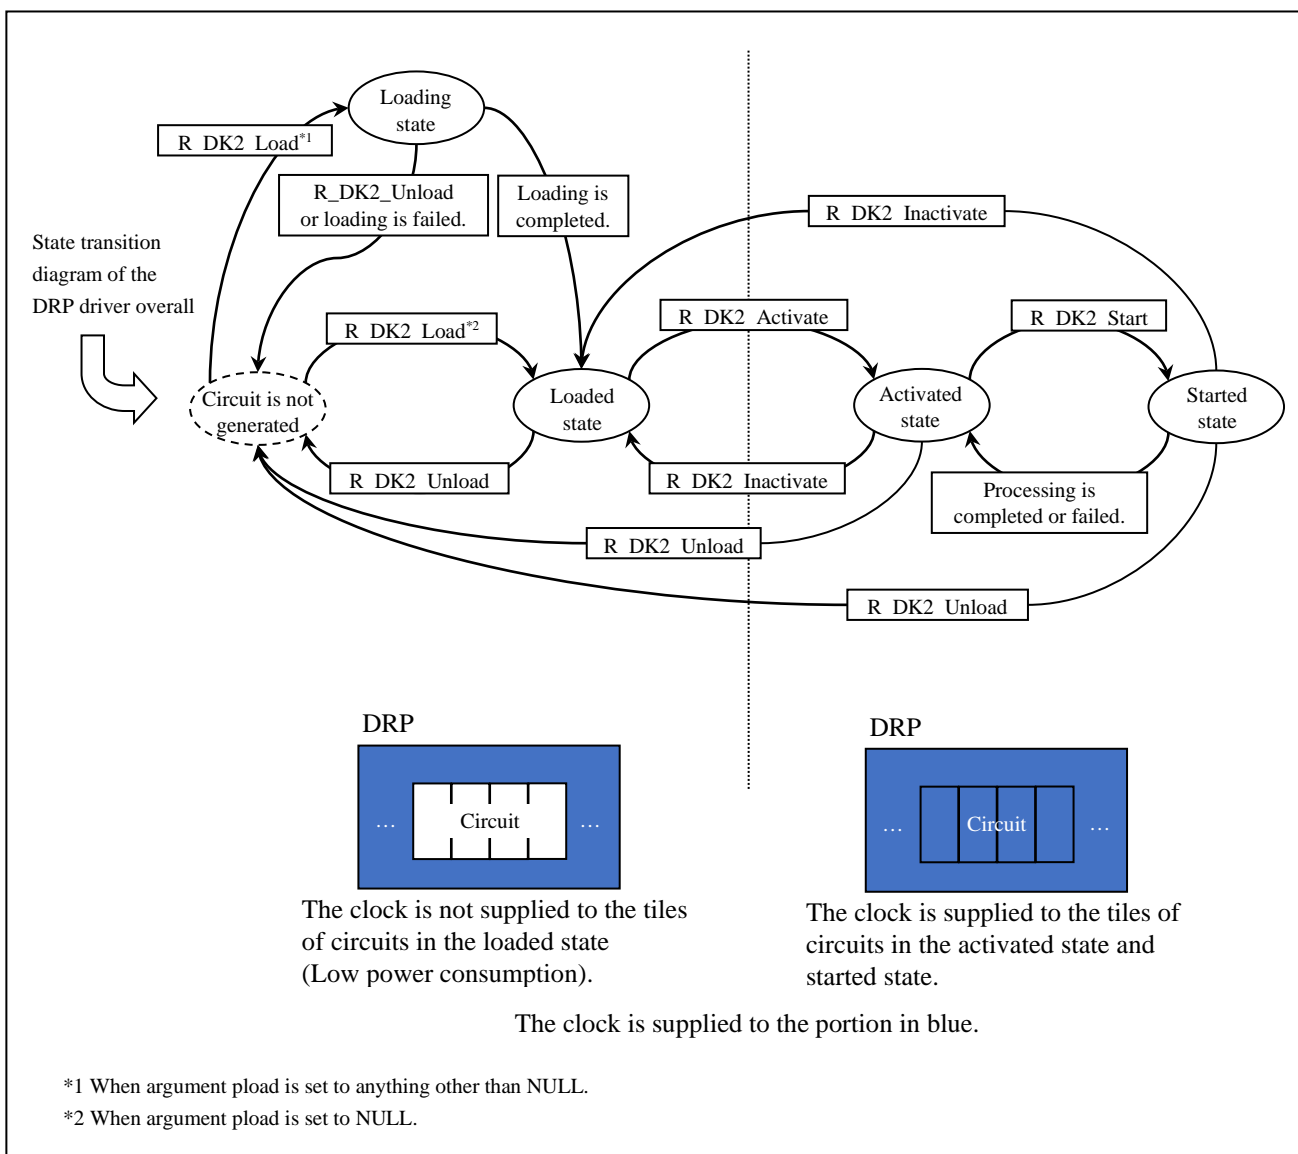 Loading
state
R_DK2_Load*1
R_DK2_Unload
or loading is failed.
Loading is
completed.
R_DK2_Inactivate
State transition
diagram of the
DRP driver overall
R_DK2_Load*2
R_DK2_Activate
R_DK2_Start
Circuit is not
generated
Loaded
state
Activated
state
Started
state
R_DK2_Unload
R_DK2_Inactivate
Processing is
completed or failed.
R_DK2_Unload
R_DK2_Unload
DRP
... Circuit ...
The clock is not supplied to the tiles
of circuits in the loaded state
(Low power consumption).
DRP
... Circuit ...
The clock is supplied to the tiles of
circuits in the activated state and
started state.
The clock is supplied to the portion in blue.
*1 When argument pload is set to anything other than NULL.
*2 When argument pload is set to NULL.